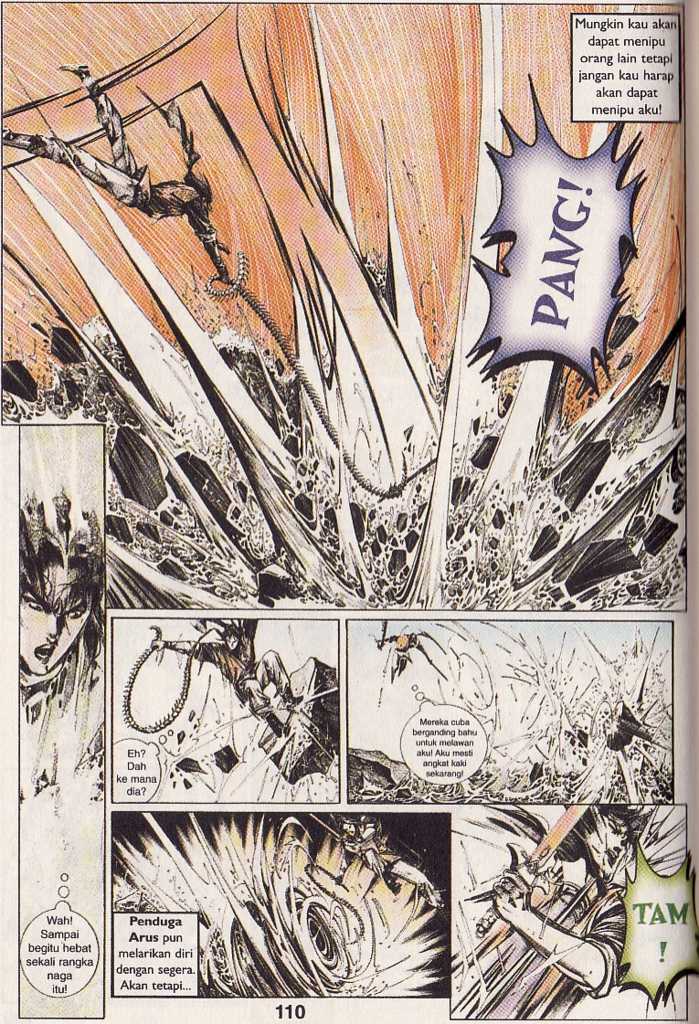 Mungkin kau akan
dapat menipu
orang lain tetapi
jangan kau harap
akan dapat
menipu aku!
PANG!
Wah!
Sampai
begitu hebat
sekali rangka
naga
itu!
Eh?
Dah
ke mana
dia?
Mereka cuba
berganding bahu
untuk melawan
aku! Aku mesti
angkat kaki
sekarang!
Penduga
Arus pun
melarikan diri
dengan segera.
Akan tetapi...
TAM
!
110